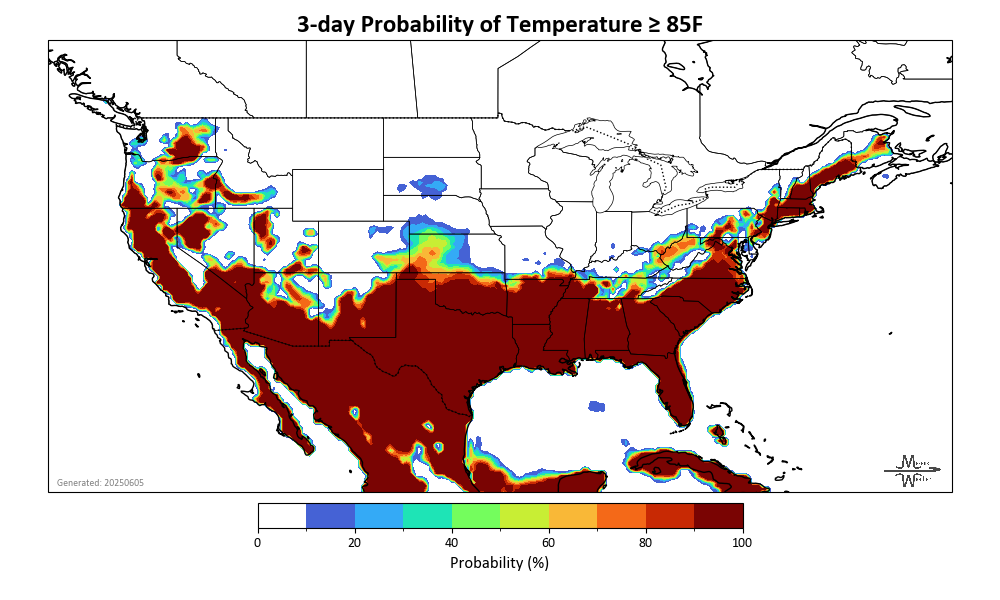 3-day Probability of Temperature ≥ 85F
Generated: 20250605
0 20 40 60 80 100
Probability (%)